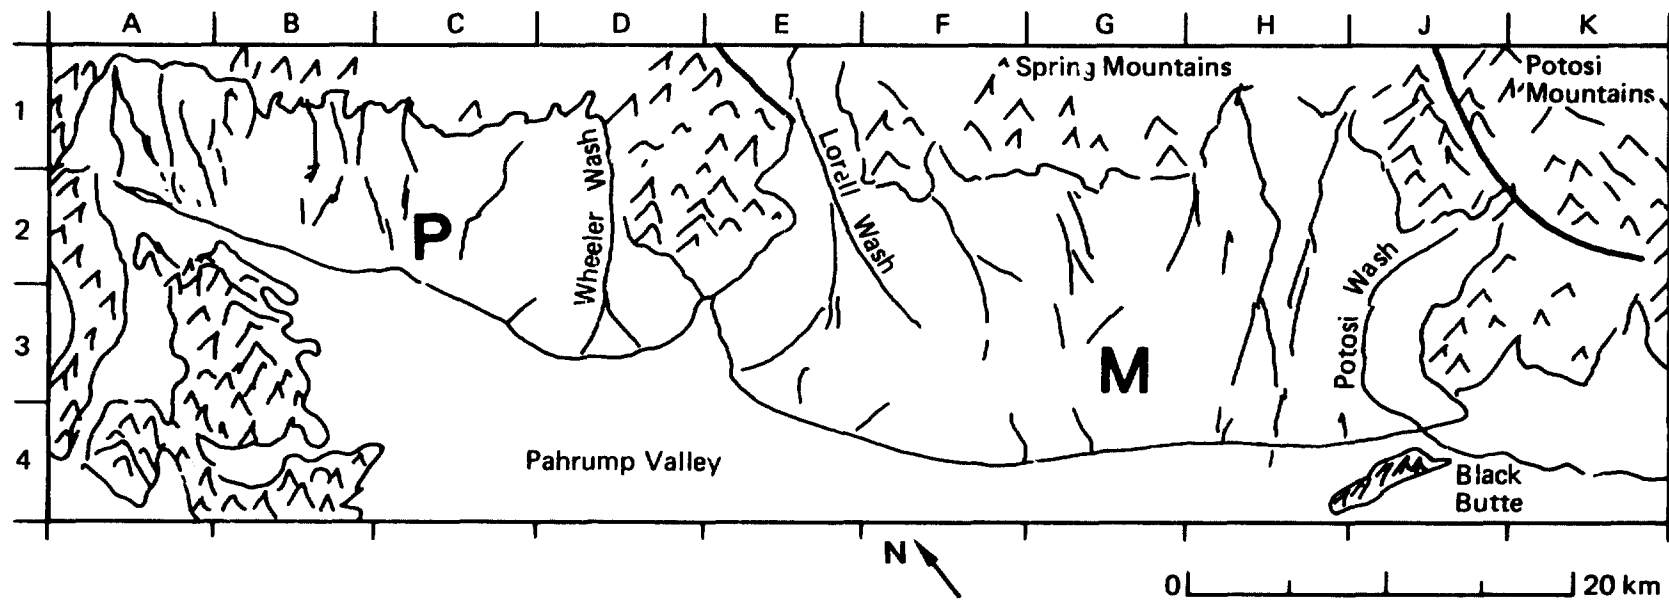 A B C D E F G H J K
Spring Mountains
Potosi
Mountains
1
Lorall Wash
Wheeler Wash
2
P
Potosi Wash
3
M
4
Pahrump Valley
Black
Butte
N
0 20 km